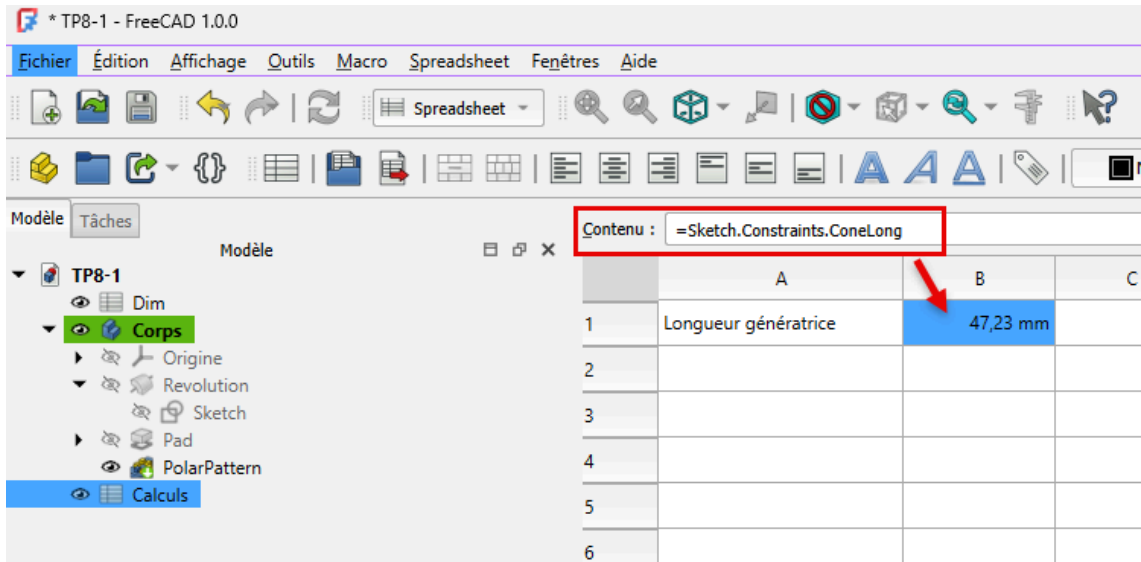 * TP8-1 - FreeCAD 1.0.0
Fichier Édition Affichage Outils Macro Spreadsheet Fenêtres Aide
Spreadsheet
Modèle Tâches
Modèle
TP8-1
Dim
Corps
Origine
Revolution
Sketch
Pad
PolarPattern
Calculs
Contenu : =Sketch.Constraints.ConeLong
A B C
1 Longueur génératrice 47,23 mm
2
3
4
5
6